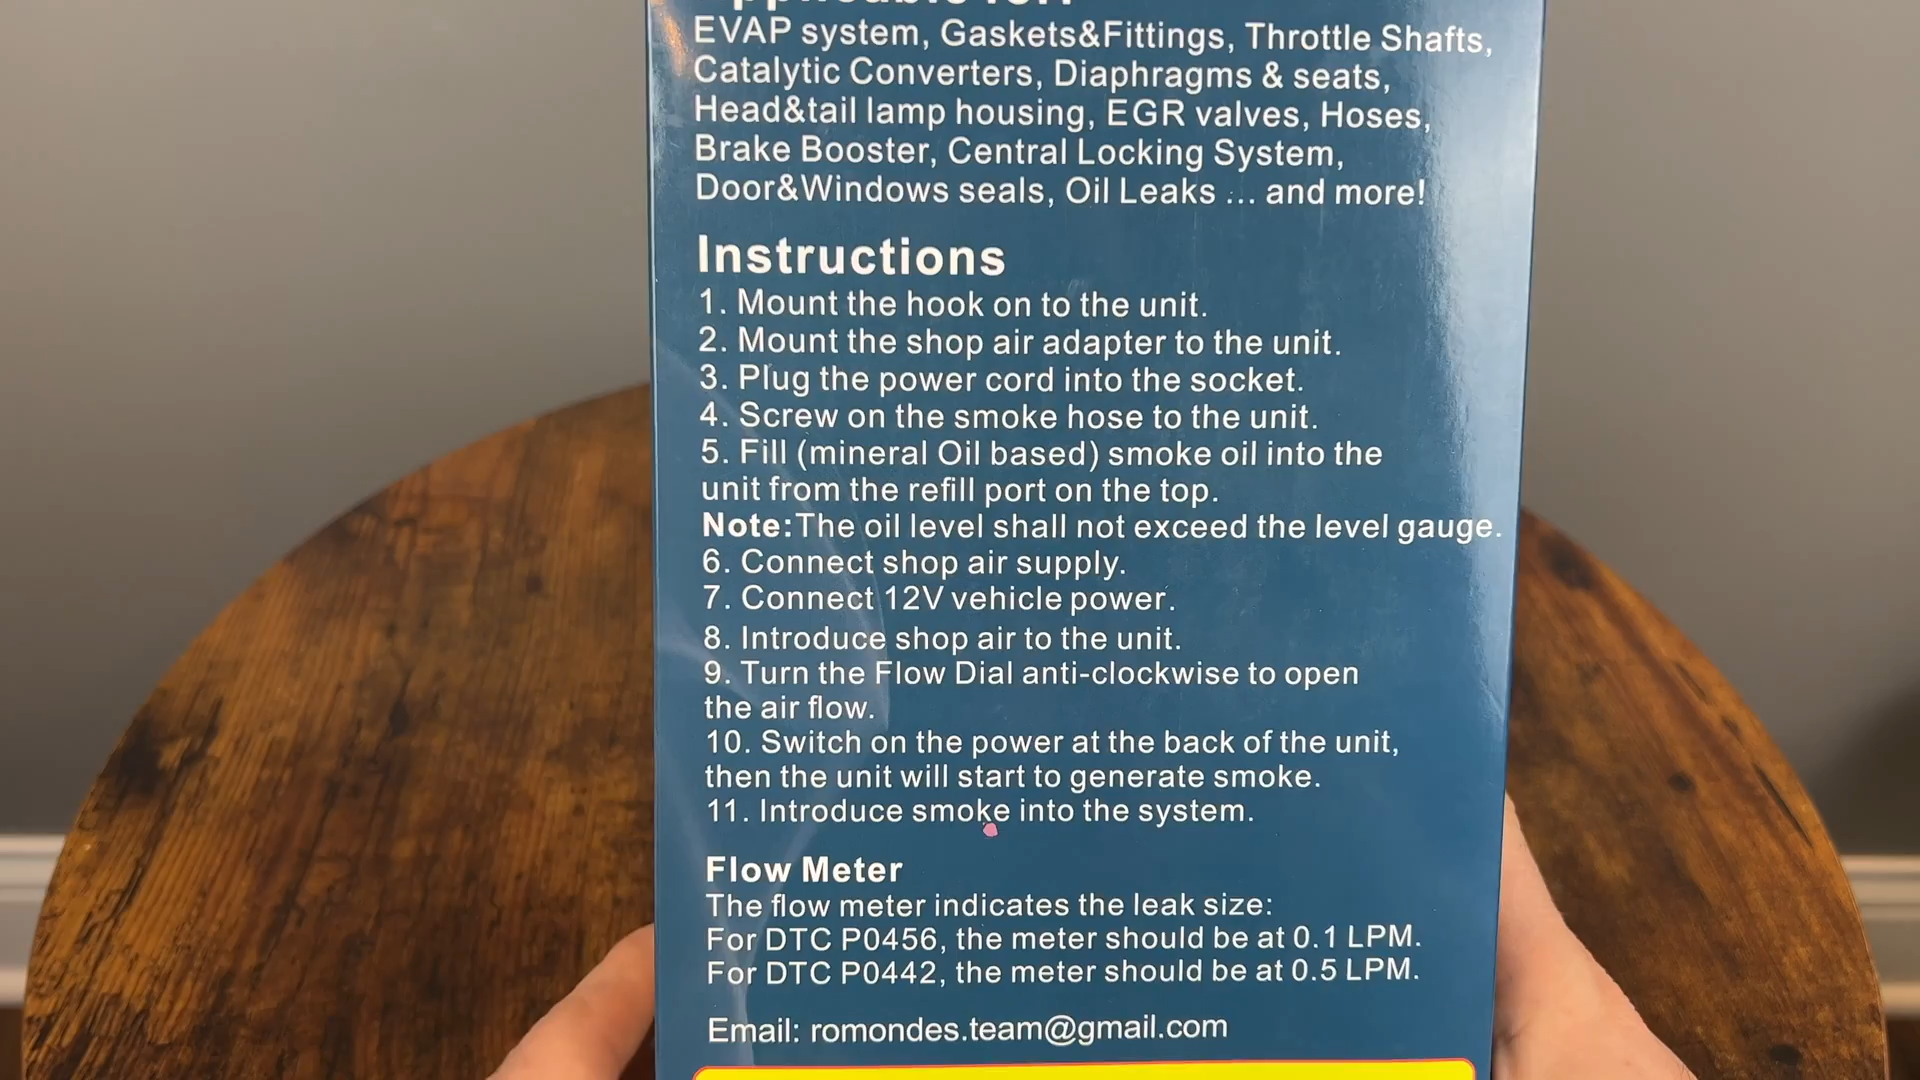 EVAP system, Gaskets&Fittings, Throttle Shafts,
Catalytic Converters, Diaphragms & seats,
Head&tail lamp housing, EGR valves, Hoses,
Brake Booster, Central Locking System,
Door&Windows seals, Oil Leaks ... and more!
Instructions
1. Mount the hook on to the unit.
2. Mount the shop air adapter to the unit.
3. Plug the power cord into the socket.
4. Screw on the smoke hose to the unit.
5. Fill (mineral Oil based) smoke oil into the
unit from the refill port on the top.
Note:The oil level shall not exceed the level gauge.
6. Connect shop air supply.
7. Connect 12V vehicle power.
8. Introduce shop air to the unit.
9. Turn the Flow Dial anti-clockwise to open
the air flow.
10. Switch on the power at the back of the unit,
then the unit will start to generate smoke.
11. Introduce smoke into the system.
Flow Meter
The flow meter indicates the leak size:
For DTC P0456, the meter should be at 0.1 LPM.
For DTC P0442, the meter should be at 0.5 LPM.
Email: romondes.team@gmail.com